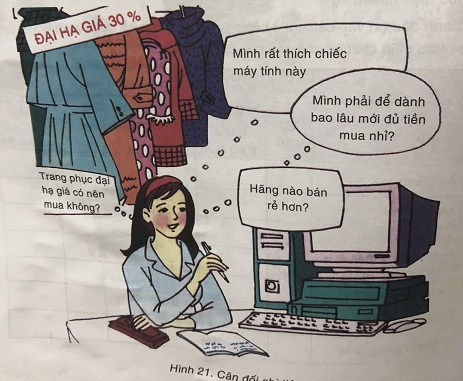 ĐẠI HẠ GIÁ 30 %
Mình rất thích chiếc
máy tính này
Mình phải để dành
bao lâu mới đủ tiền
mua nhỉ?
Trang phục đại
hạ giá có nên
mua không?
Hãng nào bán
rẻ hơn?
Hình 21. Cân đối chi